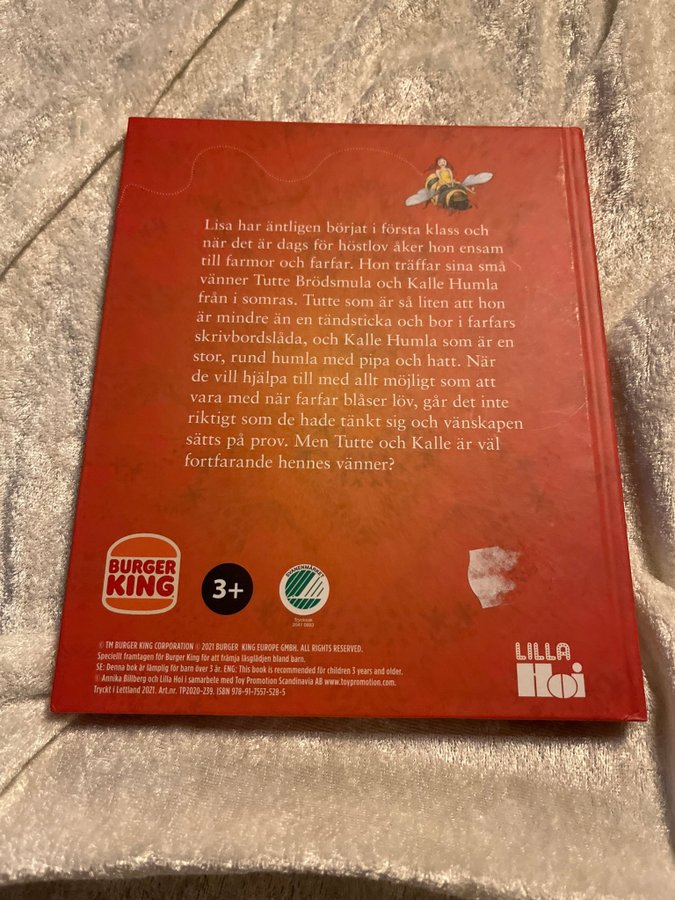 Lisa har äntligen börjat i första klass och
när det är dags för höstlov åker hon ensam
till farmor och farfar. Hon träffar sina små
vänner Tutte Brödsmula och Kalle Humla
från i somras. Tutte som är så liten att hon
är mindre än en tändsticka och bor i farfars
skrivbordslåda, och Kalle Humla som är en
stor, rund humla med pipa och hatt. När
de vill hjälpa till med allt möjligt som att
vara med när farfar blåser löv, går det inte
riktigt som de hade tänkt sig och vänskapen
sätts på prov. Men Tutte och Kalle är väl
fortfarande hennes vänner?
BURGER
KING
3+
SVANENMÄRKET
Trycksak
3041 0883
LILLA
Hoi
© TM BURGER KING CORPORATION © 2021 BURGER KING EUROPE GMBH. ALL RIGHTS RESERVED.
Speciellt framtagen för Burger King för att främja läsglädjen bland barn.
SE: Denna bok är lämplig för barn över 3 år. ENG: This book is recommended for children 3 years and older.
© Annika Billberg och Lilla Hoi i samarbete med Toy Promotion Scandinavia AB www.toypromotion.com.
Tryckt i Lettland 2021. Art.nr. TP2020-239. ISBN 978-91-7557-528-5